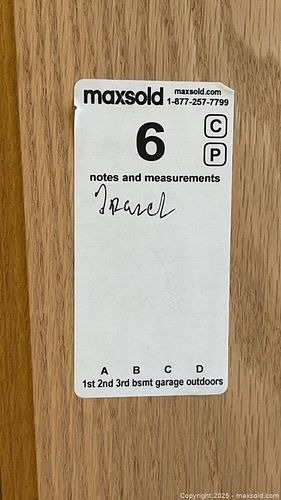 maxsold maxsold.com
1-877-257-7799
6 C
P
notes and measurements
A B C D
1st 2nd 3rd bsmt garage outdoors
Copyright © 2025 - maxsold.com